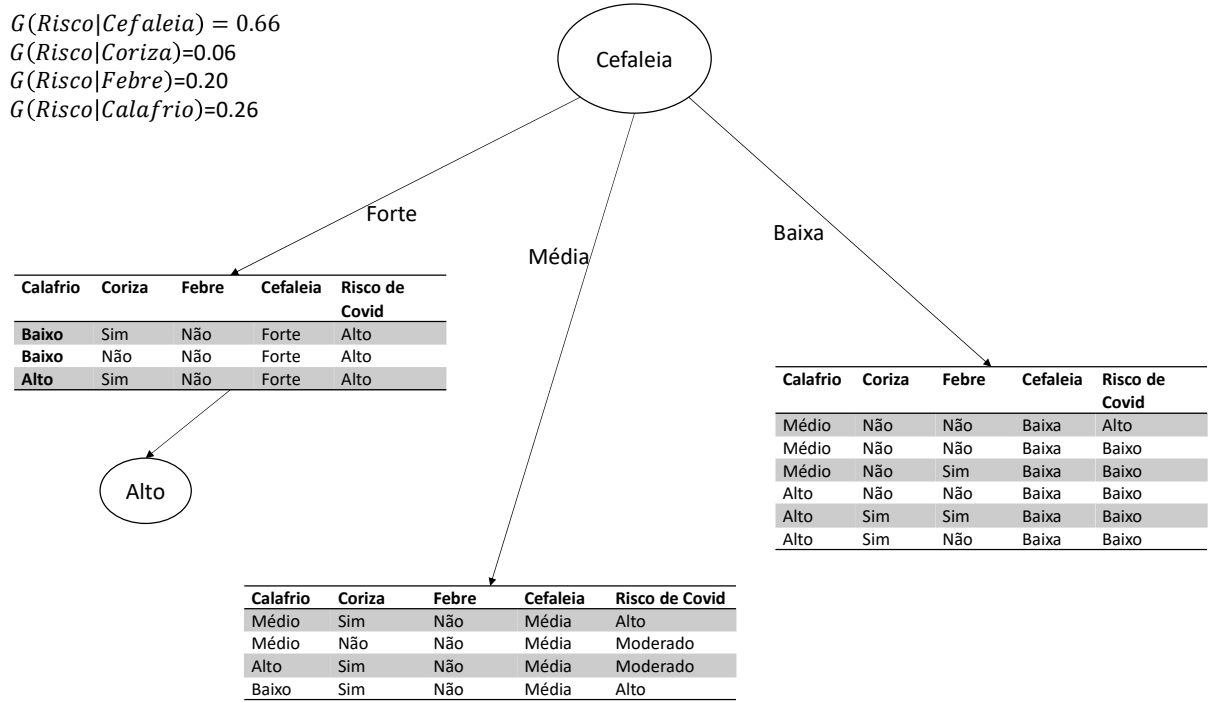 G(Risco|Cefaleia) = 0.66
G(Risco|Coriza)=0.06
G(Risco|Febre)=0.20
G(Risco|Calafrio)=0.26
Cefaleia
Forte
Média
Baixa
Calafrio Coriza Febre Cefaleia Risco de
Covid
Baixo Sim Não Forte Alto
Baixo Não Não Forte Alto
Alto Sim Não Forte Alto
Alto
Calafrio Coriza Febre Cefaleia Risco de
Covid
Médio Não Não Baixa Alto
Médio Não Não Baixa Baixo
Médio Não Sim Baixa Baixo
Alto Não Não Baixa Baixo
Alto Sim Sim Baixa Baixo
Alto Sim Não Baixa Baixo
Calafrio Coriza Febre Cefaleia Risco de Covid
Médio Sim Não Média Alto
Médio Não Não Média Moderado
Alto Sim Não Média Moderado
Baixo Sim Não Média Alto